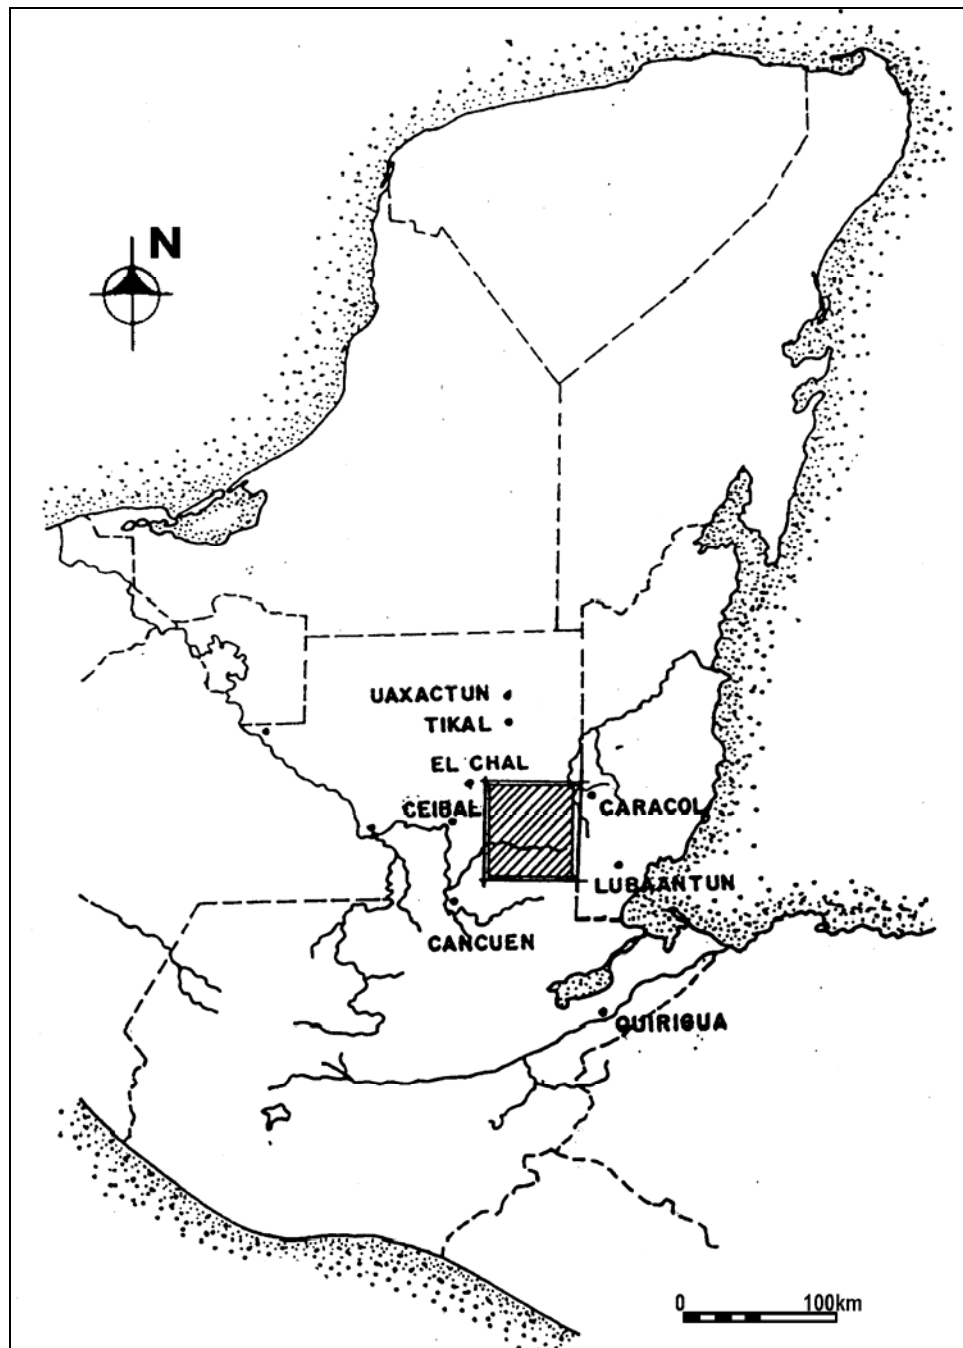 N
UAXACTUN
TIKAL
EL CHAL
CEIBAL
CARACOL
LUBAANTUN
CANCUEN
QUIRIGUA
0 100km